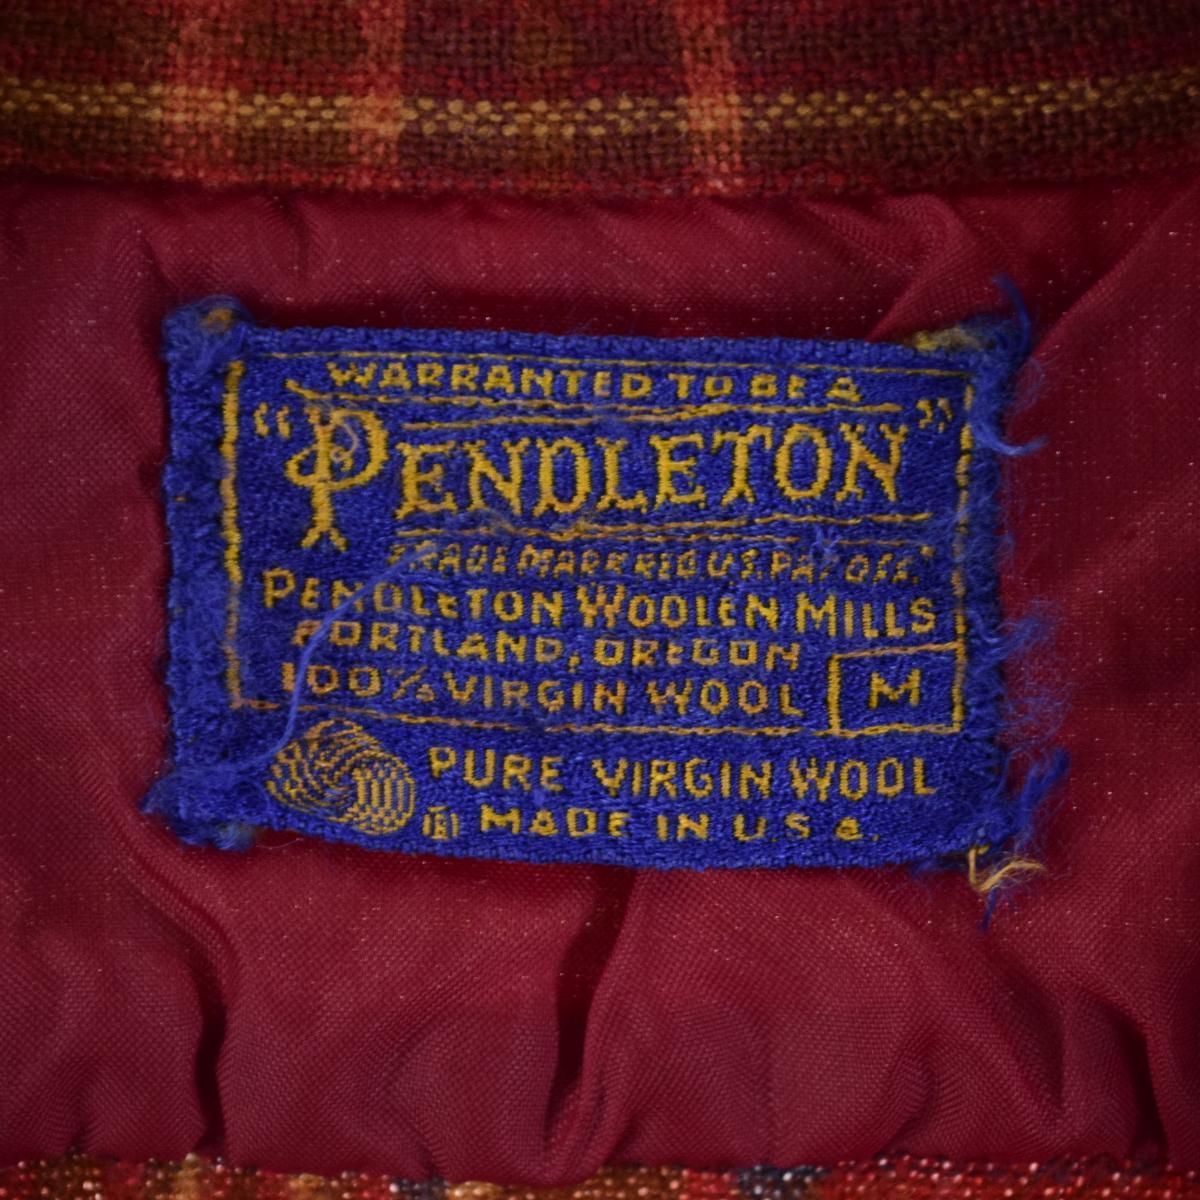 WARRANTED TO BE A
"PENDLETON"
TRADE MARK REG U.S. PAT. OFF.
PENDLETON WOOLEN MILLS
PORTLAND, OREGON
100% VIRGIN WOOL M
PURE VIRGIN WOOL
MADE IN U.S.A.